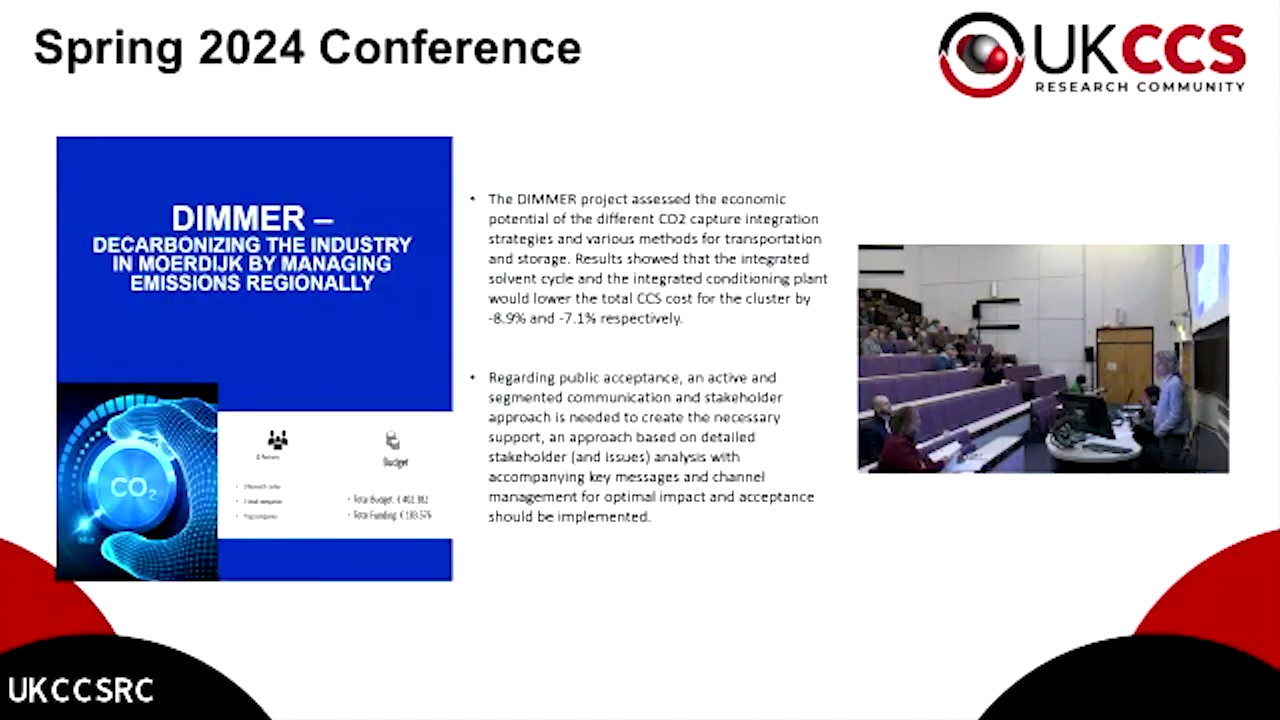 Spring 2024 Conference
UKCCS
RESEARCH COMMUNITY
DIMMER –
DECARBONIZING THE INDUSTRY
IN MOERDIJK BY MANAGING
EMISSIONS REGIONALLY
CO2
Budget
• Total Budget: €
• Total Funding: €
• The DIMMER project assessed the economic
potential of the different CO2 capture integration
strategies and various methods for transportation
and storage. Results showed that the integrated
solvent cycle and the integrated conditioning plant
would lower the total CCS cost for the cluster by
-8.9% and -7.1% respectively.
• Regarding public acceptance, an active and
segmented communication and stakeholder
approach is needed to create the necessary
support, an approach based on detailed
stakeholder (and issues) analysis with
accompanying key messages and channel
management for optimal impact and acceptance
should be implemented.
UKCCSRC